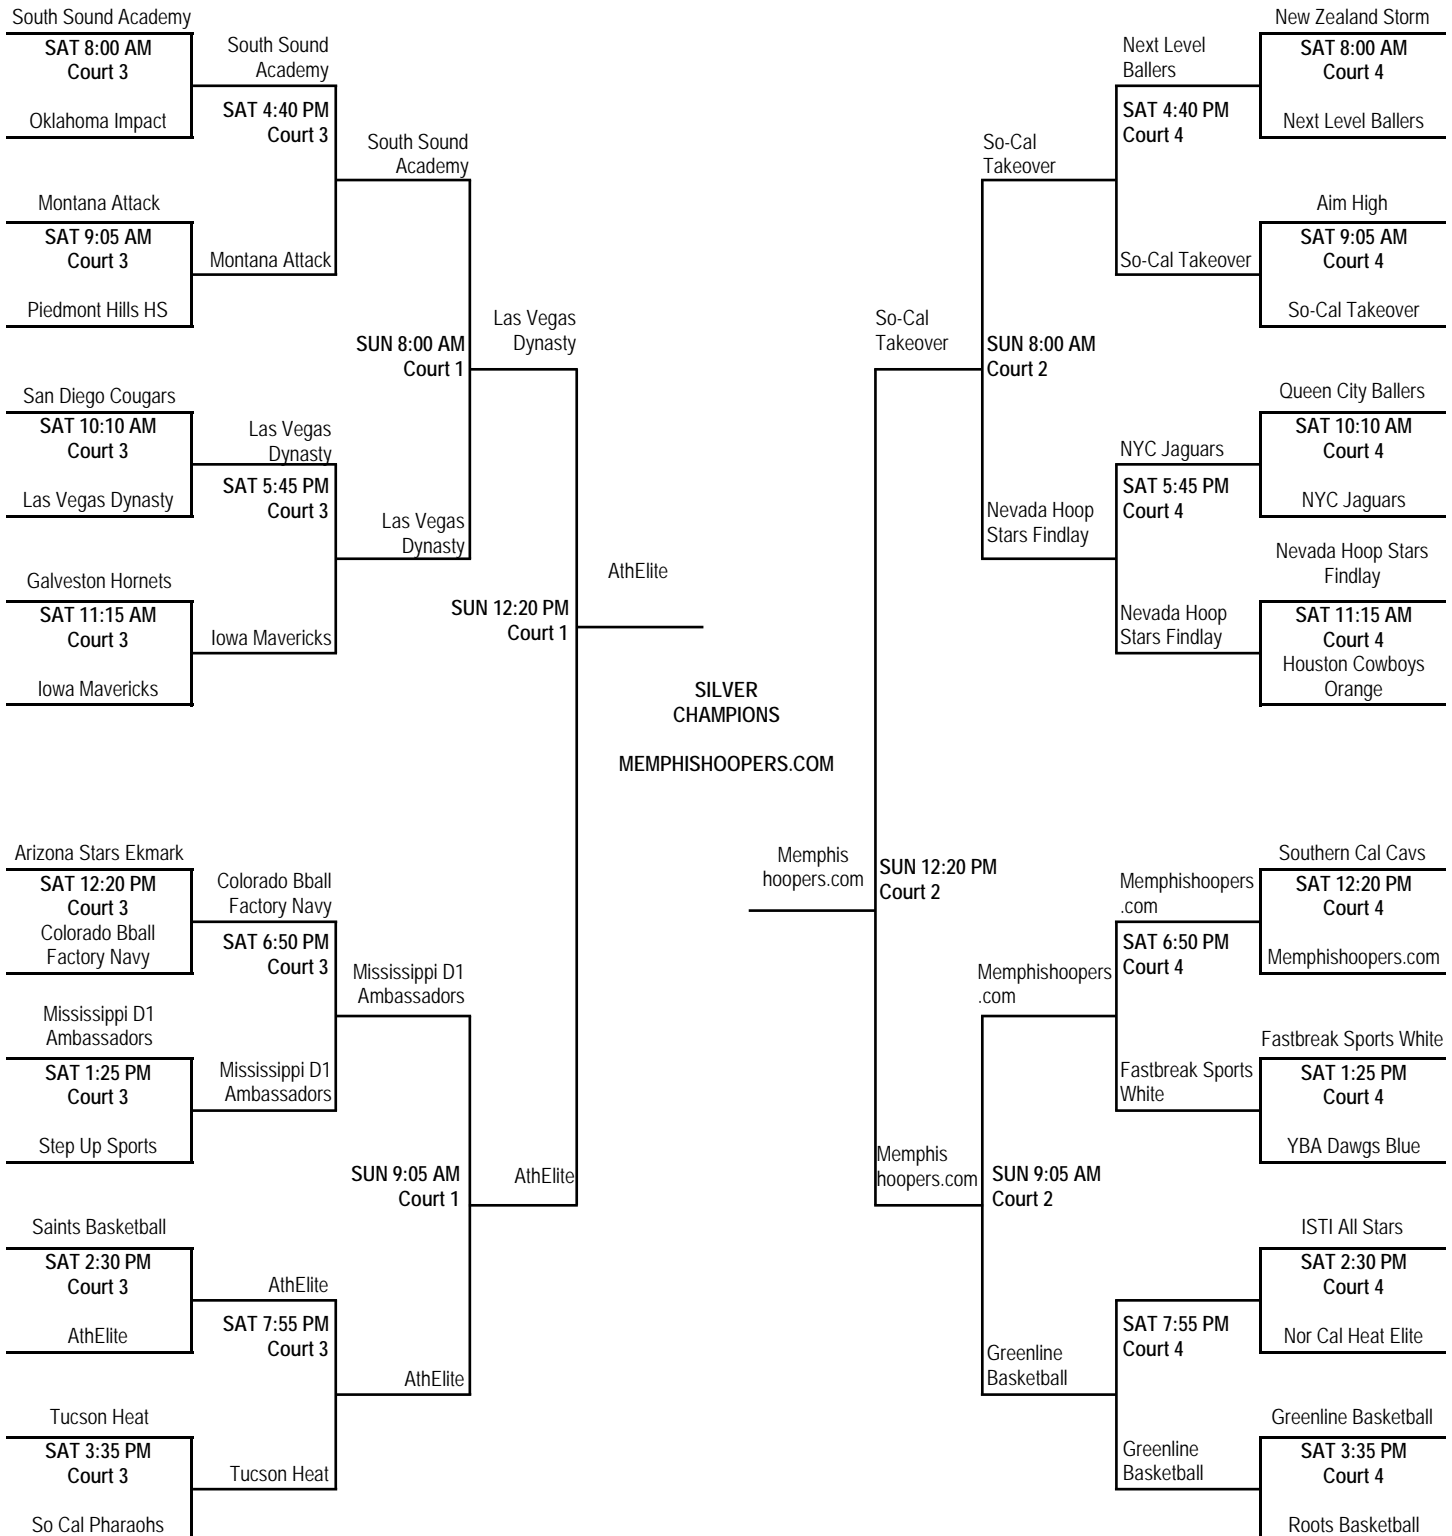 South Sound Academy
SAT 8:00 AM
Court 3
Oklahoma Impact
Montana Attack
SAT 9:05 AM
Court 3
Piedmont Hills HS
San Diego Cougars
SAT 10:10 AM
Court 3
Las Vegas Dynasty
Galveston Hornets
SAT 11:15 AM
Court 3
Iowa Mavericks
Arizona Stars Ekmark
SAT 12:20 PM
Court 3
Colorado Bball
Factory Navy
Mississippi D1
Ambassadors
SAT 1:25 PM
Court 3
Step Up Sports
Saints Basketball
SAT 2:30 PM
Court 3
AthElite
Tucson Heat
SAT 3:35 PM
Court 3
So Cal Pharaohs
South Sound
Academy
SAT 4:40 PM
Court 3
Montana Attack
Las Vegas
Dynasty
SAT 5:45 PM
Court 3
Iowa Mavericks
Colorado Bball
Factory Navy
SAT 6:50 PM
Court 3
Mississippi D1
Ambassadors
AthElite
SAT 7:55 PM
Court 3
Tucson Heat
South Sound
Academy
SUN 8:00 AM
Court 1
Las Vegas
Dynasty
Mississippi D1
Ambassadors
SUN 9:05 AM
Court 1
AthElite
Las Vegas
Dynasty
SUN 12:20 PM
Court 1
AthElite
AthElite
SILVER
CHAMPIONS
MEMPHISHOOPERS.COM
Memphis
hoopers.com
So-Cal
Takeover
SUN 12:20 PM
Court 2
Memphis
hoopers.com
So-Cal
Takeover
SUN 8:00 AM
Court 2
Nevada Hoop
Stars Findlay
Memphishoopers
.com
SUN 9:05 AM
Court 2
Greenline
Basketball
Next Level
Ballers
SAT 4:40 PM
Court 4
So-Cal Takeover
NYC Jaguars
SAT 5:45 PM
Court 4
Nevada Hoop
Stars Findlay
Memphishoopers
.com
SAT 6:50 PM
Court 4
Fastbreak Sports
White
SAT 7:55 PM
Court 4
Greenline
Basketball
New Zealand Storm
SAT 8:00 AM
Court 4
Next Level Ballers
Aim High
SAT 9:05 AM
Court 4
So-Cal Takeover
Queen City Ballers
SAT 10:10 AM
Court 4
NYC Jaguars
Nevada Hoop Stars
Findlay
SAT 11:15 AM
Court 4
Houston Cowboys
Orange
Southern Cal Cavs
SAT 12:20 PM
Court 4
Memphishoopers.com
Fastbreak Sports White
SAT 1:25 PM
Court 4
YBA Dawgs Blue
ISTI All Stars
SAT 2:30 PM
Court 4
Nor Cal Heat Elite
Greenline Basketball
SAT 3:35 PM
Court 4
Roots Basketball